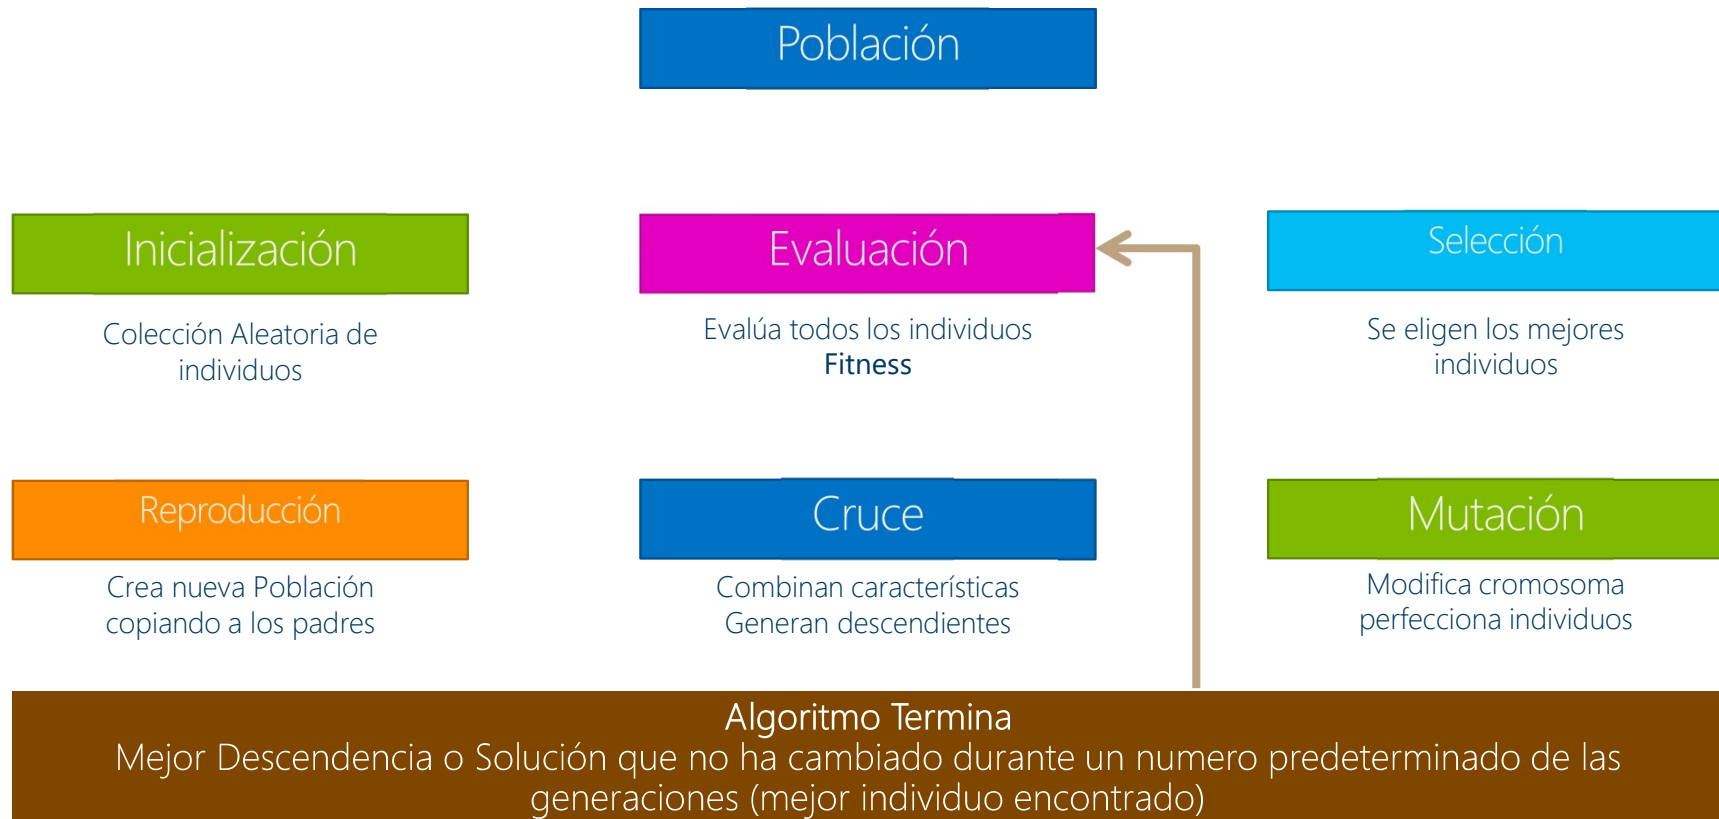 Población
Inicialización
Colección Aleatoria de
individuos
Evaluación
Evalúa todos los individuos
Fitness
Selección
Se eligen los mejores
individuos
Reproducción
Crea nueva Población
copiando a los padres
Cruce
Combinan características
Generan descendientes
Mutación
Modifica cromosoma
perfecciona individuos
Algoritmo Termina
Mejor Descendencia o Solución que no ha cambiado durante un numero predeterminado de las
generaciones (mejor individuo encontrado)